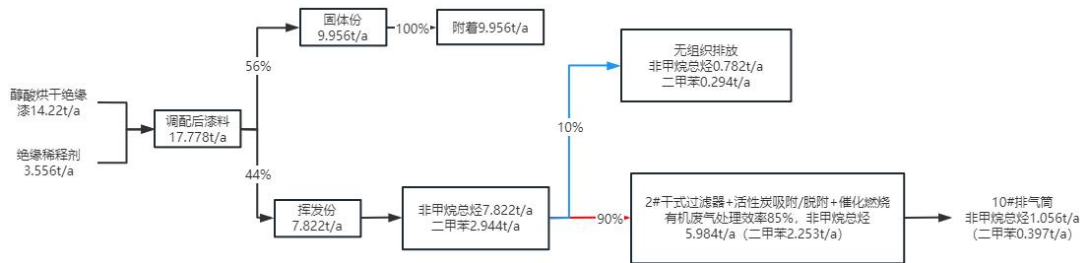 醇酸烘干绝缘
漆14.22t/a
绝缘稀释剂
3.556t/a
调配后漆料
17.778t/a
56%
44%
固体份
9.956t/a
100%
附着9.956t/a
挥发份
7.822t/a
非甲烷总烃7.822t/a
二甲苯2.944t/a
10%
90%
无组织排放
非甲烷总烃0.782t/a
二甲苯0.294t/a
2#干式过滤器+活性炭吸附/脱附+催化燃烧
有机废气处理效率85%，非甲烷总烃
5.984t/a（二甲苯2.253t/a）
10#排气筒
非甲烷总烃1.056t/a
(二甲苯0.397t/a）